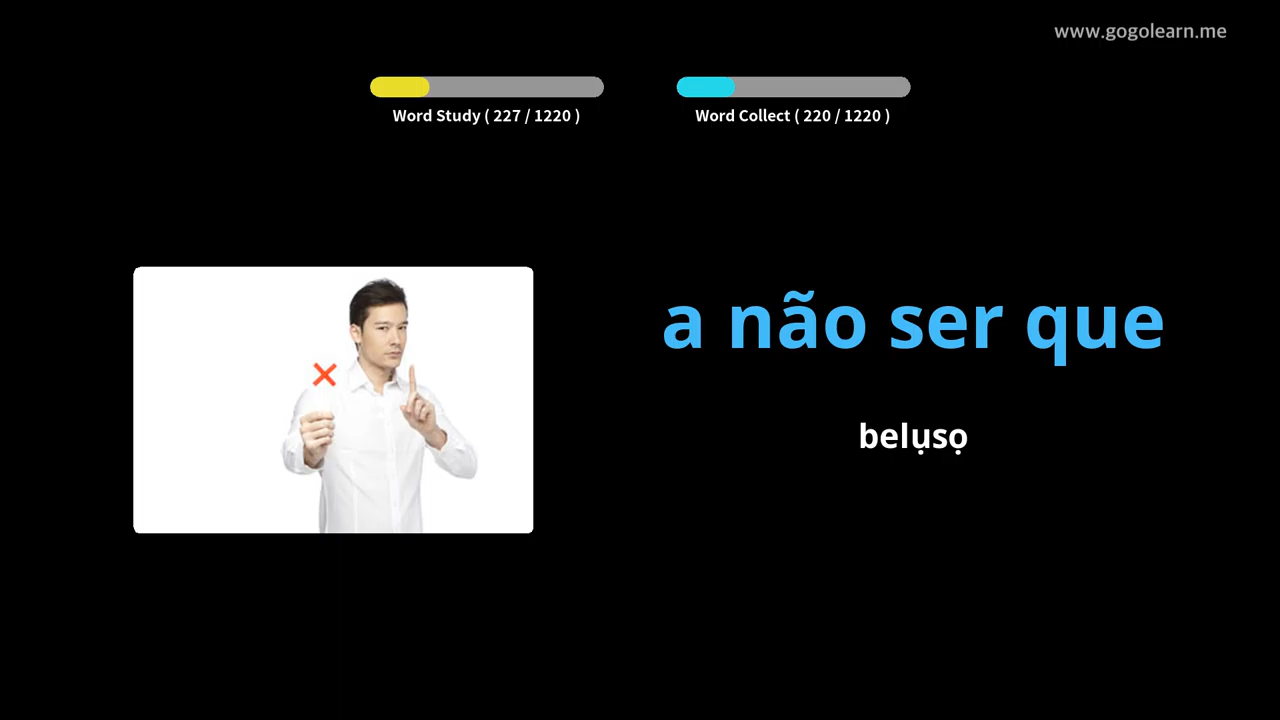 www.gogolearn.me
Word Study ( 227 / 1220 )
Word Collect ( 220 / 1220 )
a não ser que
belụsọ